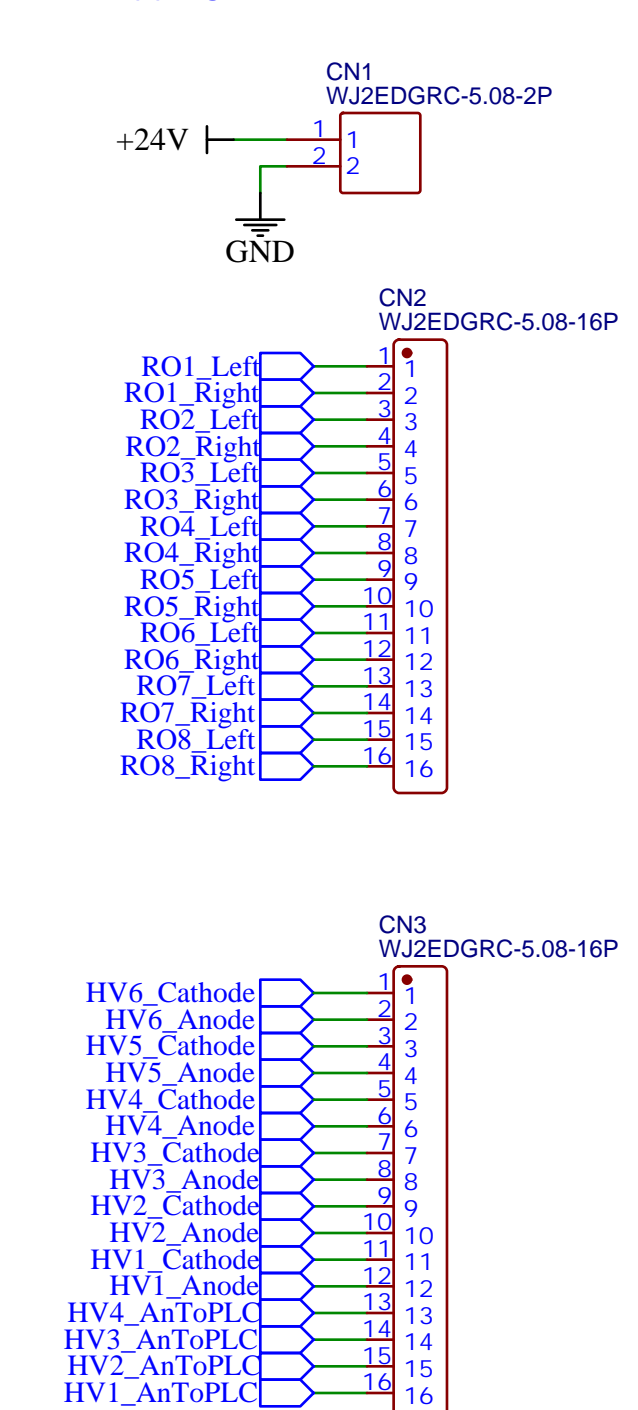 CN1
WJ2EDGRC-5.08-2P
+24V 1 1
2 2
GND
CN2
WJ2EDGRC-5.08-16P
RO1_Left 1 1
RO1_Right 2 2
RO2_Left 3 3
RO2_Right 4 4
RO3_Left 5 5
RO3_Right 6 6
RO4_Left 7 7
RO4_Right 8 8
RO5_Left 9 9
RO5_Right 10 10
RO6_Left 11 11
RO6_Right 12 12
RO7_Left 13 13
RO7_Right 14 14
RO8_Left 15 15
RO8_Right 16 16
CN3
WJ2EDGRC-5.08-16P
HV6_Cathode 1 1
HV6_Anode 2 2
HV5_Cathode 3 3
HV5_Anode 4 4
HV4_Cathode 5 5
HV4_Anode 6 6
HV3_Cathode 7 7
HV3_Anode 8 8
HV2_Cathode 9 9
HV2_Anode 10 10
HV1_Cathode 11 11
HV1_Anode 12 12
HV4_AnToPLC 13 13
HV3_AnToPLC 14 14
HV2_AnToPLC 15 15
HV1_AnToPLC 16 16